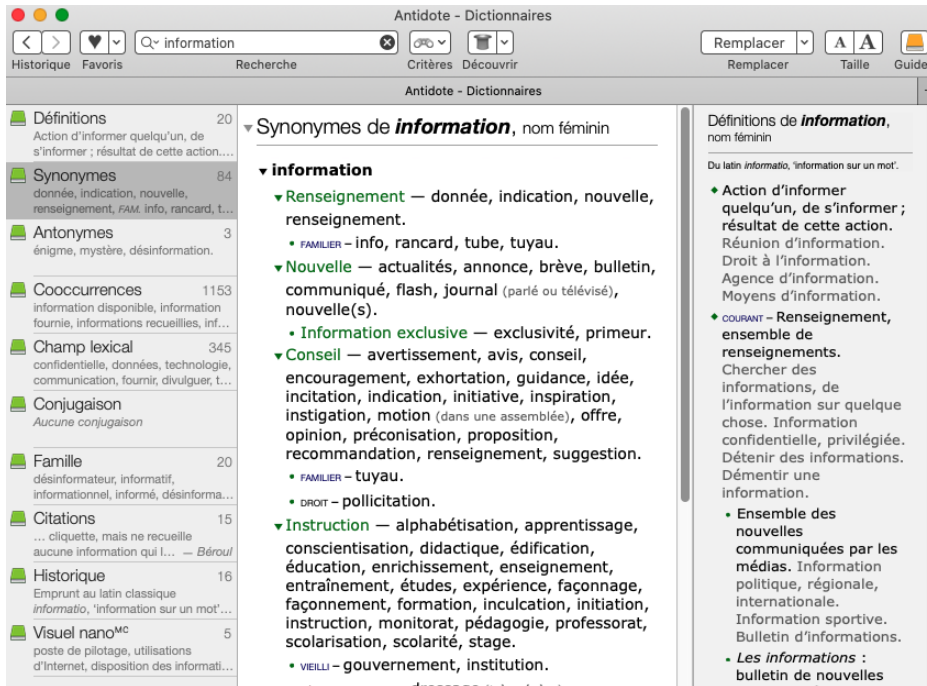 Antidote - Dictionnaires
information
Remplacer
A A
Historique Favoris
Recherche
Critères Découvrir
Remplacer
Taille
Guide
Antidote - Dictionnaires
Définitions 20
Action d'informer quelqu'un, de
s'informer ; résultat de cette action....
Synonymes 84
donnée, indication, nouvelle,
renseignement, FAM. info, rancard, t...
Antonymes 3
énigme, mystère, désinformation.
Cooccurrences 1153
information disponible, information
fournie, informations recueillies, inf...
Champ lexical 345
confidentielle, données, technologie,
communication, fournir, divulguer, t...
Conjugaison
Aucune conjugaison
Famille 20
désinformateur, informatif,
informationnel, informé, désinforma...
Citations 15
… cliquette, mais ne recueille
aucune information qui l... — Béroul
Historique 16
Emprunt au latin classique
informatio, 'information sur un mot'...
Visuel nanoMC 5
poste de pilotage, utilisations
d'Internet, disposition des informati...
Synonymes de information, nom féminin
information
Renseignement — donnée, indication, nouvelle,
renseignement.
• FAMILIER – info, rancard, tube, tuyau.
Nouvelle — actualités, annonce, brève, bulletin,
communiqué, flash, journal (parlé ou télévisé),
nouvelle(s).
• Information exclusive — exclusivité, primeur.
Conseil — avertissement, avis, conseil,
encouragement, exhortation, guidance, idée,
incitation, indication, initiative, inspiration,
instigation, motion (dans une assemblée), offre,
opinion, préconisation, proposition,
recommandation, renseignement, suggestion.
• FAMILIER – tuyau.
• DROIT – pollicitation.
Instruction — alphabétisation, apprentissage,
conscientisation, didactique, édification,
éducation, enrichissement, enseignement,
entraînement, études, expérience, façonnage,
façonnement, formation, inculcation, initiation,
instruction, monitorat, pédagogie, professorat,
scolarisation, scolarité, stage.
• VIEILLI – gouvernement, institution.
Définitions de information,
nom féminin
Du latin informatio, 'information sur un mot'.
Action d'informer
quelqu'un, de s'informer ;
résultat de cette action.
Réunion d'information.
Droit à l'information.
Agence d'information.
Moyens d'information.
COURANT – Renseignement,
ensemble de
renseignements.
Chercher des
informations, de
l'information sur quelque
chose. Information
confidentielle, privilégiée.
Détenir des informations.
Démentir une
information.
• Ensemble des
nouvelles
communiquées par les
médias. Information
politique, régionale,
internationale.
Information sportive.
Bulletin d'informations.
• Les informations :
bulletin de nouvelles